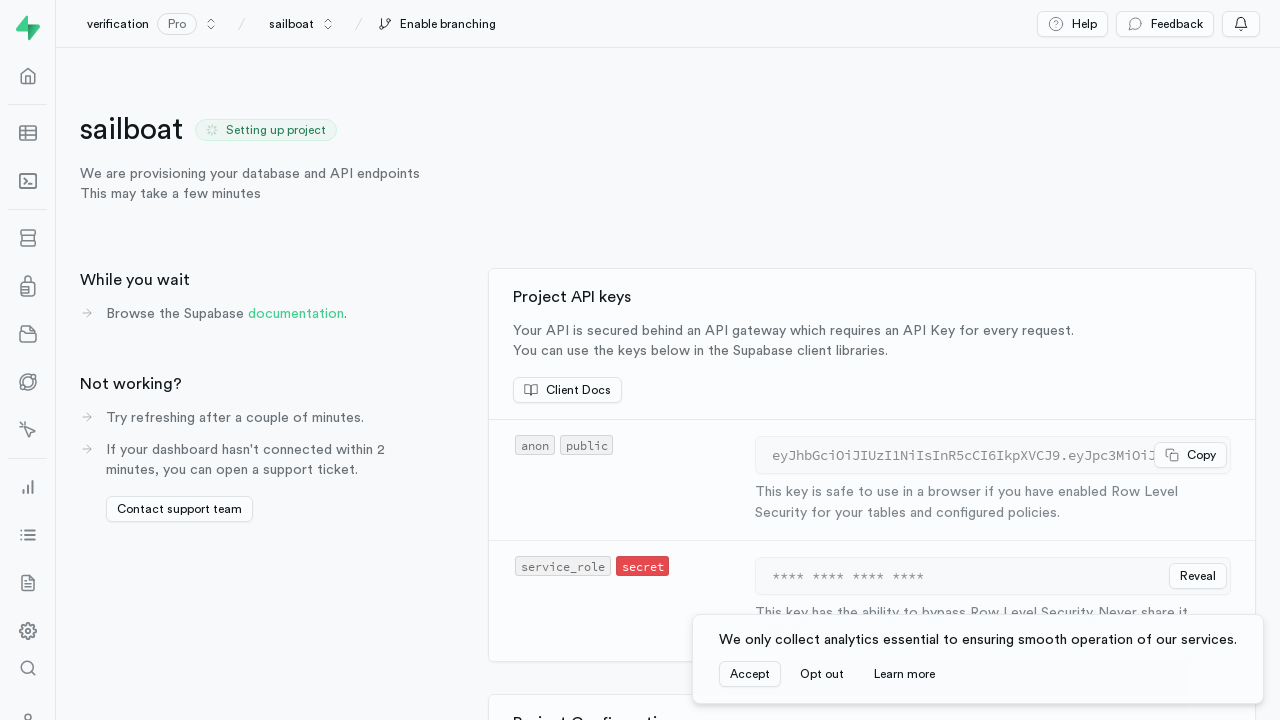 verification Pro / sailboat / Enable branching Help Feedback
sailboat Setting up project
We are provisioning your database and API endpoints
This may take a few minutes
While you wait
Browse the Supabase documentation.
Not working?
Try refreshing after a couple of minutes.
If your dashboard hasn't connected within 2
minutes, you can open a support ticket.
Contact support team
Project API keys
Your API is secured behind an API gateway which requires an API Key for every request.
You can use the keys below in the Supabase client libraries.
Client Docs
anon public
eyJhbGciOiJIUzI1NiIsInR5cCI6IkpXVCJ9.eyJpc3MiOiJ Copy
This key is safe to use in a browser if you have enabled Row Level
Security for your tables and configured policies.
service_role secret
**** **** **** **** Reveal
This key has the ability to bypass Row Level Security. Never share it
We only collect analytics essential to ensuring smooth operation of our services.
Accept Opt out Learn more
Project Configuration